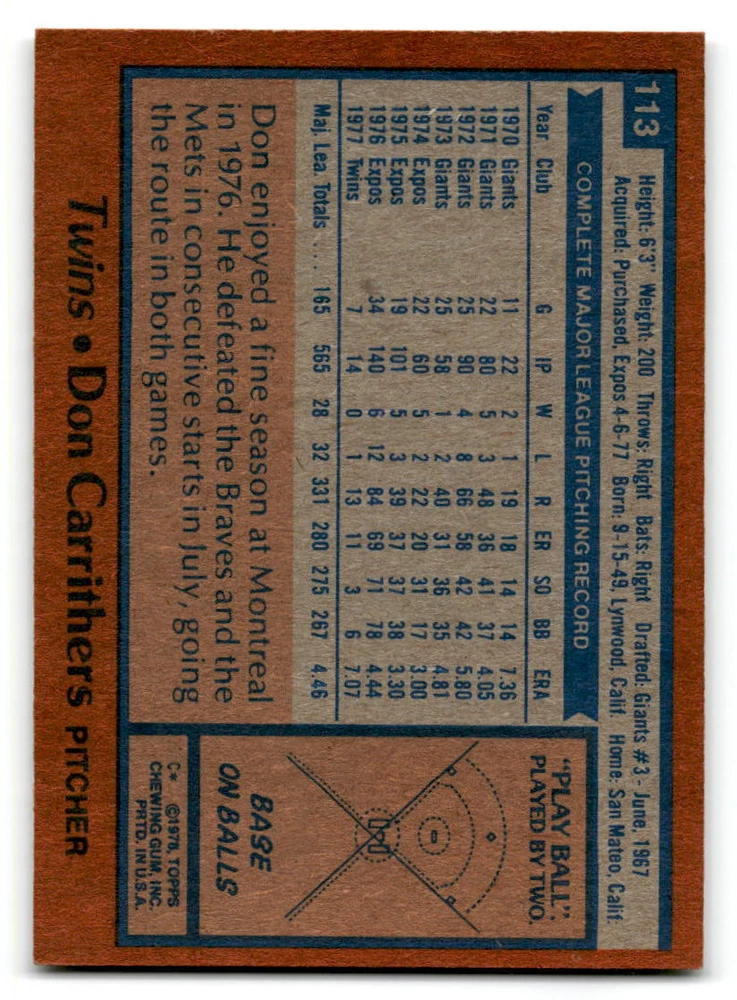 113
Height: 6'3" Weight: 200 Throws: Right Bats: Right Drafted: Giants #3 - June, 1967
Acquired: Purchased, Expos 4-6-77 Born: 9-15-49, Lynwood, Calif. Home: San Mateo, Calif.
COMPLETE MAJOR LEAGUE PITCHING RECORD
Year Club G IP W L R ER SO BB ERA
1970 Giants 11 22 2 1 19 18 14 14 7.36
1971 Giants 22 80 5 3 48 36 41 37 4.05
1972 Giants 25 90 4 8 66 58 42 42 5.80
1973 Giants 25 58 1 2 40 31 36 35 4.81
1974 Expos 22 60 5 2 22 20 31 17 3.00
1975 Expos 19 101 5 3 39 37 37 38 3.30
1976 Expos 34 140 6 12 84 69 71 78 4.44
1977 Twins 7 14 0 1 13 11 3 6 7.07
Maj. Lea. Totals .... 165 565 28 32 331 280 275 267 4.46
Don enjoyed a fine season at Montreal
in 1976. He defeated the Braves and the
Mets in consecutive starts in July, going
the route in both games.
"PLAY BALL":
PLAYED BY TWO.
BASE
ON BALLS
C* ©1978, TOPPS
CHEWING GUM, INC.
PRTD. IN U.S.A.
Twins • Don Carrithers PITCHER